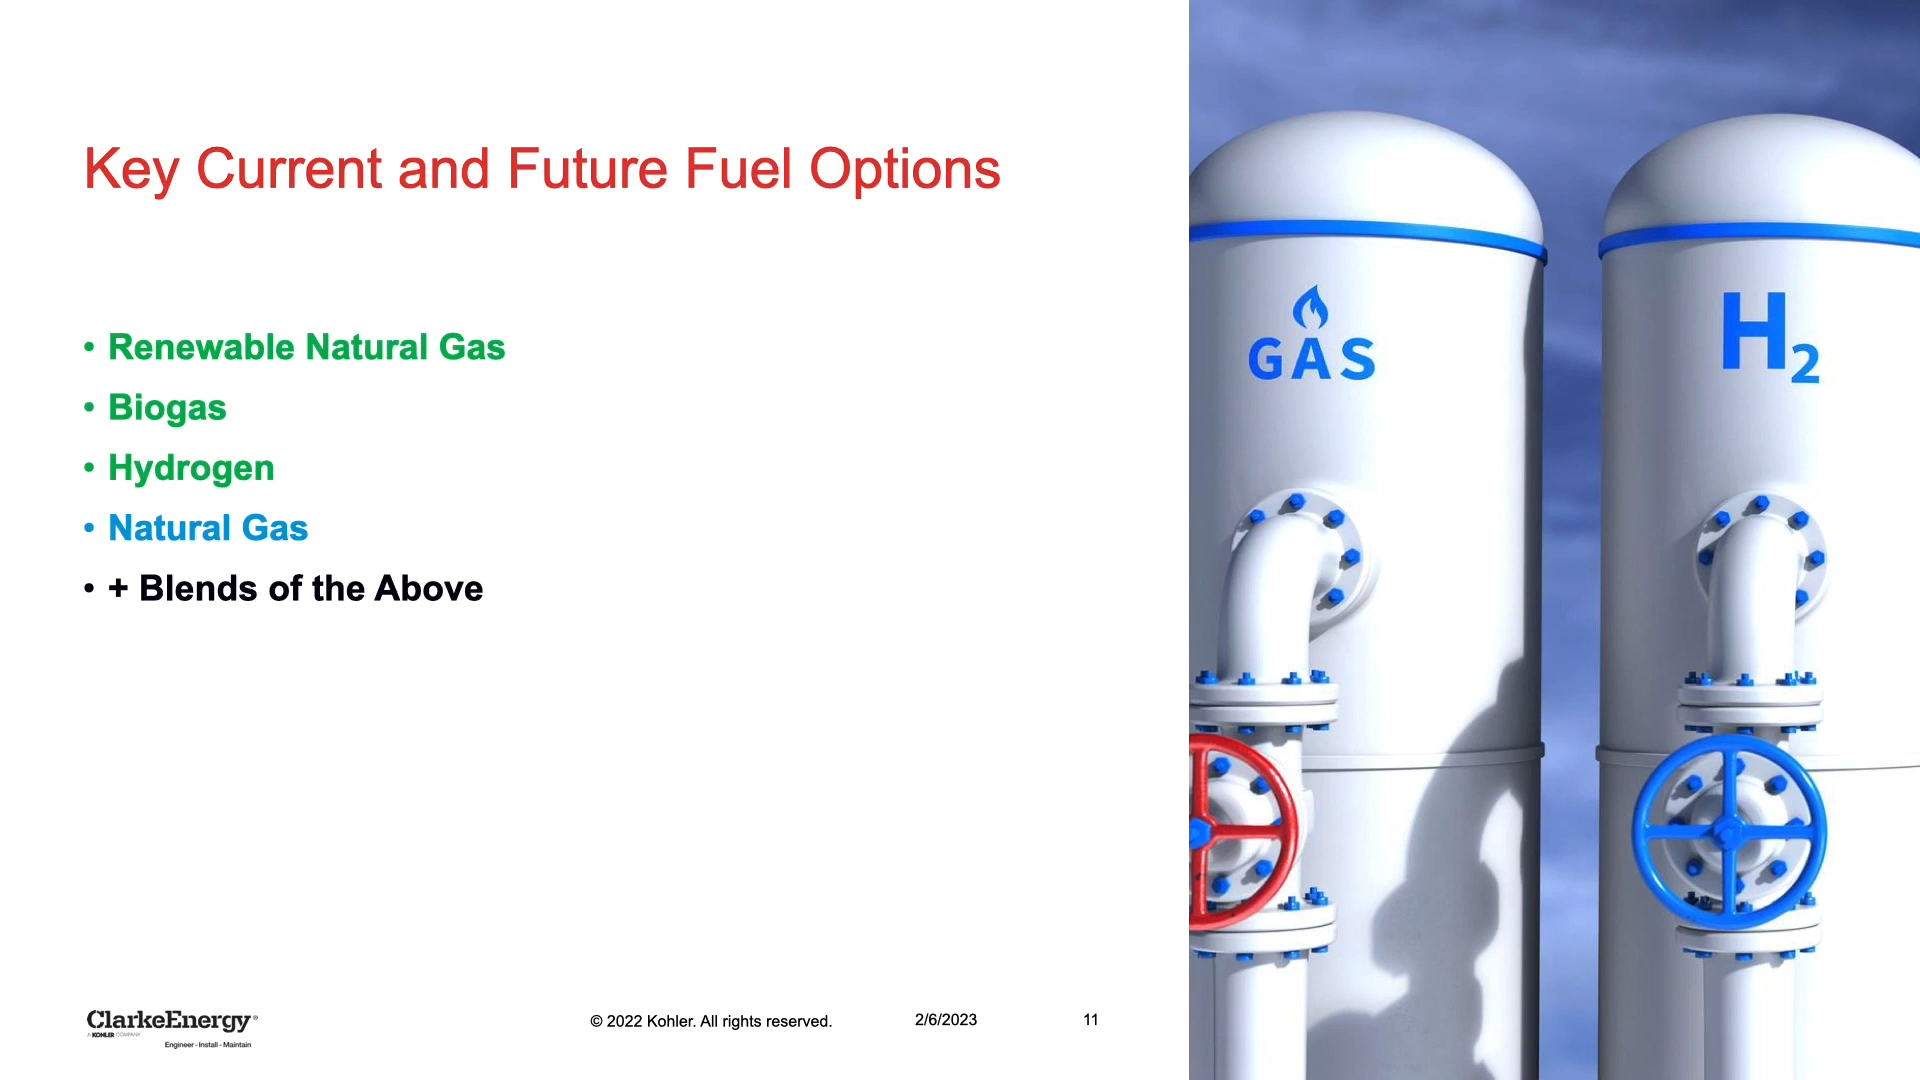 Key Current and Future Fuel Options
• Renewable Natural Gas
• Biogas
• Hydrogen
• Natural Gas
• + Blends of the Above
GAS
H₂
ClarkeEnergy®
A KOHLER COMPANY
Engineer - Install - Maintain
© 2022 Kohler. All rights reserved.
2/6/2023
11